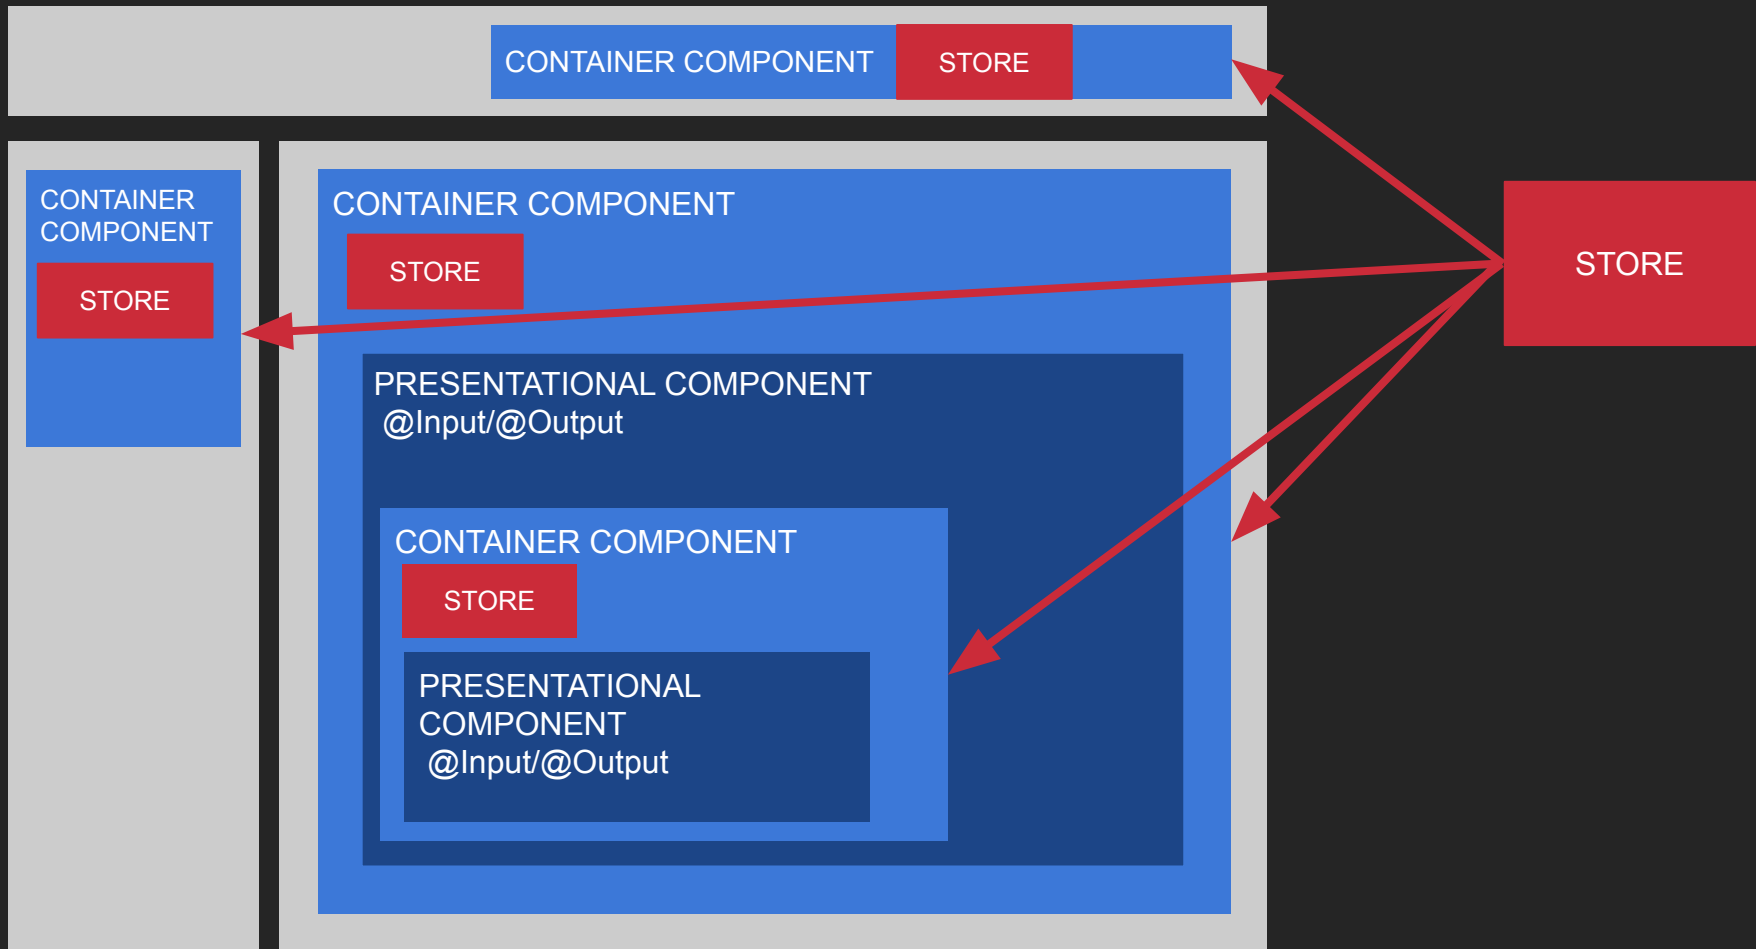 CONTAINER COMPONENT
STORE
CONTAINER
COMPONENT
STORE
CONTAINER COMPONENT
STORE
STORE
PRESENTATIONAL COMPONENT
@Input/@Output
CONTAINER COMPONENT
STORE
PRESENTATIONAL
COMPONENT
@Input/@Output